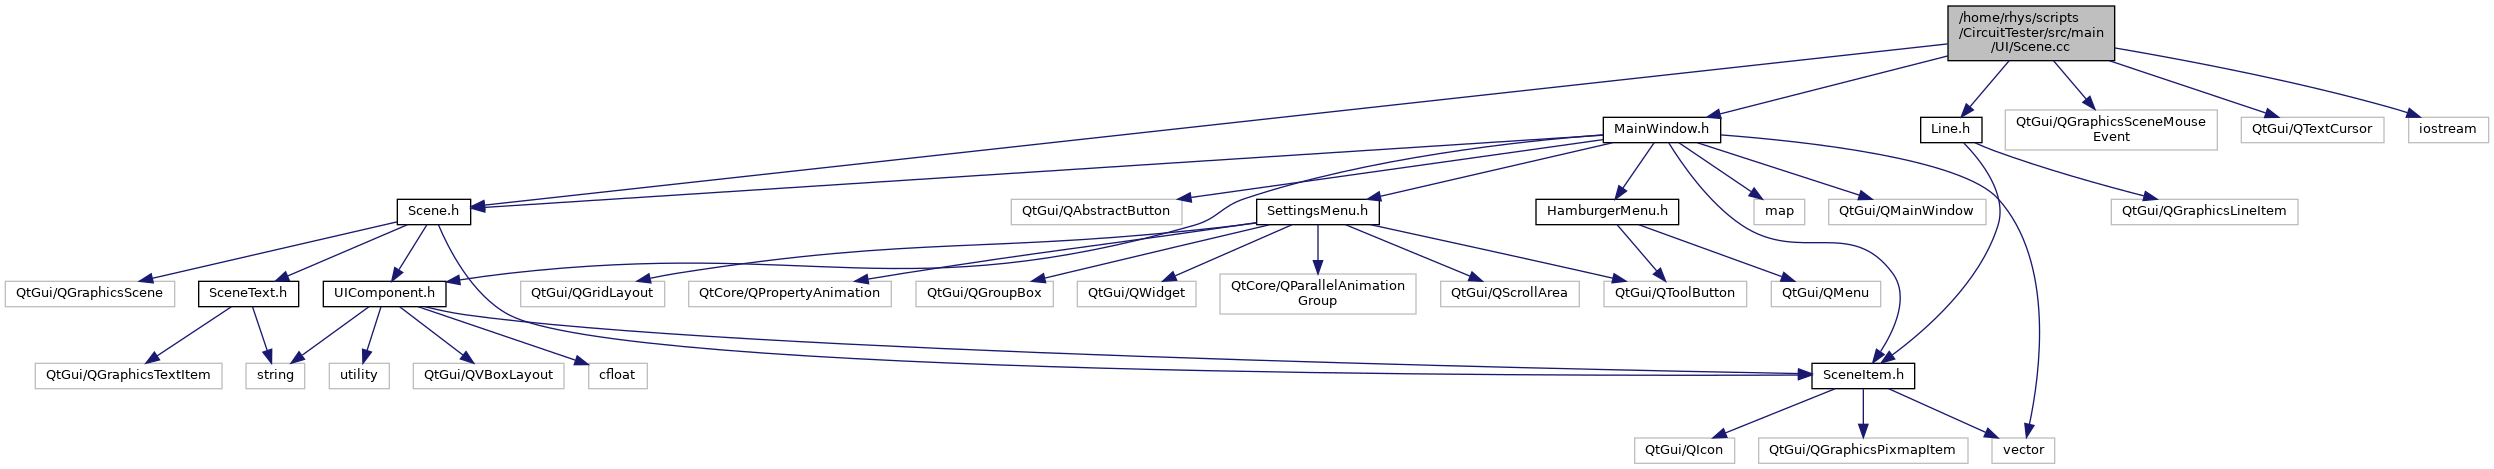 /home/rhys/scripts
/CircuitTester/src/main
/UI/Scene.cc
MainWindow.h
Line.h
QtGui/QGraphicsSceneMouse
Event
QtGui/QTextCursor
iostream
Scene.h
QtGui/QAbstractButton
SettingsMenu.h
HamburgerMenu.h
map
QtGui/QMainWindow
QtGui/QGraphicsLineItem
QtGui/QGraphicsScene
SceneText.h
UIComponent.h
QtGui/QGridLayout
QtCore/QPropertyAnimation
QtGui/QGroupBox
QtGui/QWidget
QtCore/QParallelAnimation
Group
QtGui/QScrollArea
QtGui/QToolButton
QtGui/QMenu
QtGui/QGraphicsTextItem
string
utility
QtGui/QVBoxLayout
cfloat
SceneItem.h
QtGui/QIcon
QtGui/QGraphicsPixmapItem
vector